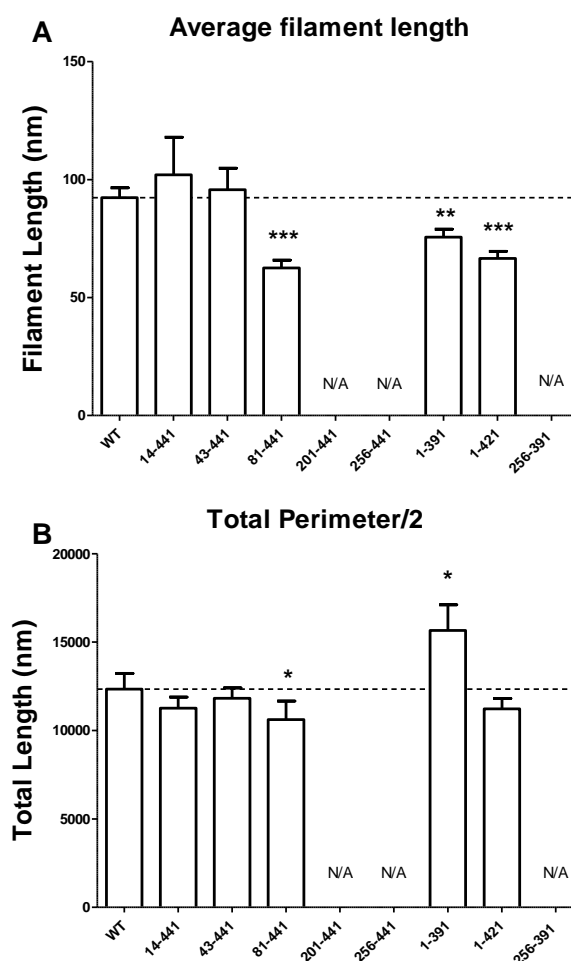 A
Average filament length
Filament Length (nm)
150
100
50
0
***
**
***
N/A
N/A
N/A
WT
14-441
43-441
81-441
201-441
256-441
1-391
1-421
256-391
B
Total Perimeter/2
Total Length (nm)
20000
15000
10000
5000
0
*
*
N/A
N/A
N/A
WT
14-441
43-441
81-441
201-441
256-441
1-391
1-421
256-391